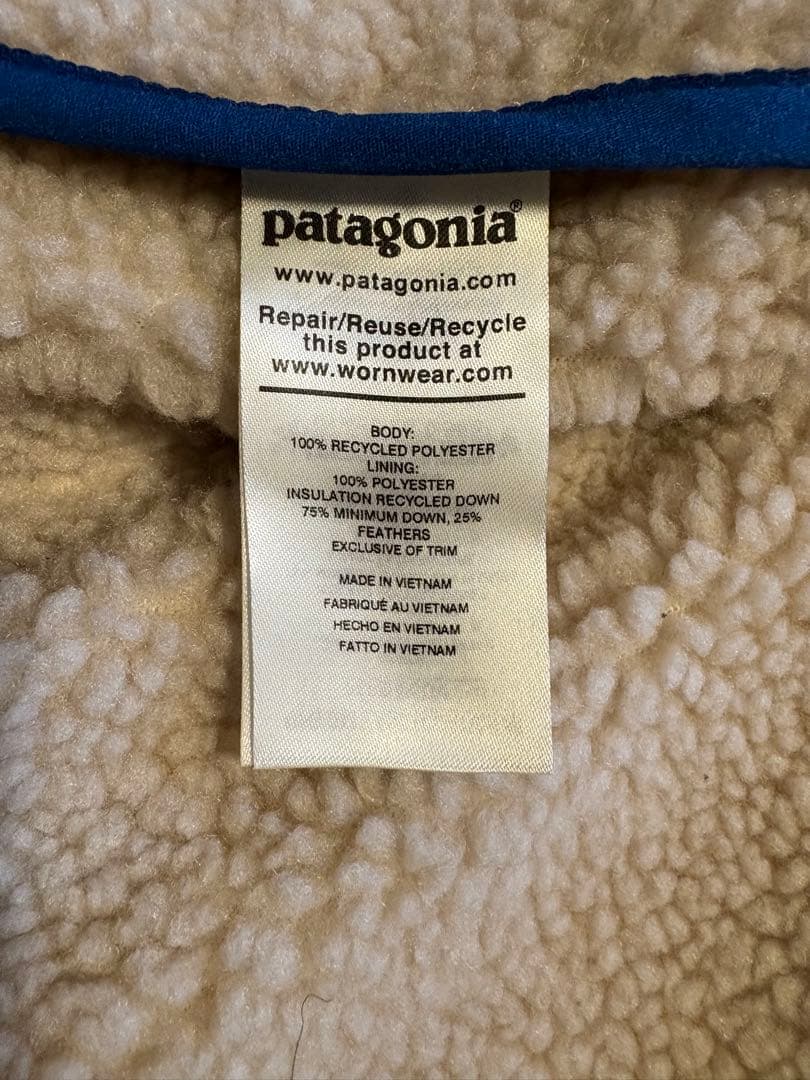 patagonia®
www.patagonia.com
Repair/Reuse/Recycle
this product at
www.wornwear.com
BODY:
100% RECYCLED POLYESTER
LINING:
100% POLYESTER
INSULATION RECYCLED DOWN
75% MINIMUM DOWN, 25%
FEATHERS
EXCLUSIVE OF TRIM
MADE IN VIETNAM
FABRIQUÉ AU VIETNAM
HECHO EN VIETNAM
FATTO IN VIETNAM